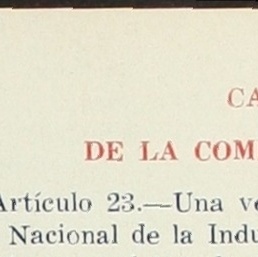 CA
DE LA COM
Artículo 23.—Una ve
Nacional de la Indu